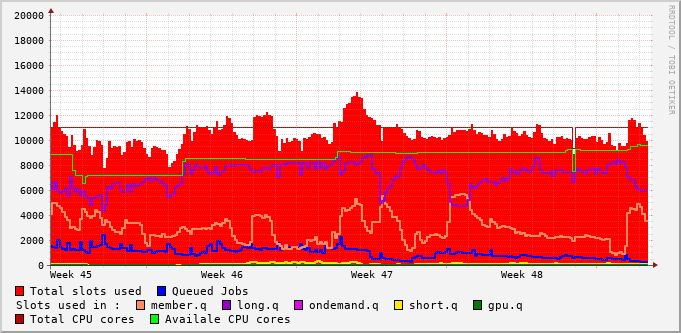 20000
18000
16000
14000
12000
10000
8000
6000
4000
2000
0
Week 45 Week 46 Week 47 Week 48
RRDTOOL / TOBI OETIKER
Total slots used Queued Jobs
Slots used in : member.q long.q ondemand.q short.q gpu.q
Total CPU cores Availale CPU cores